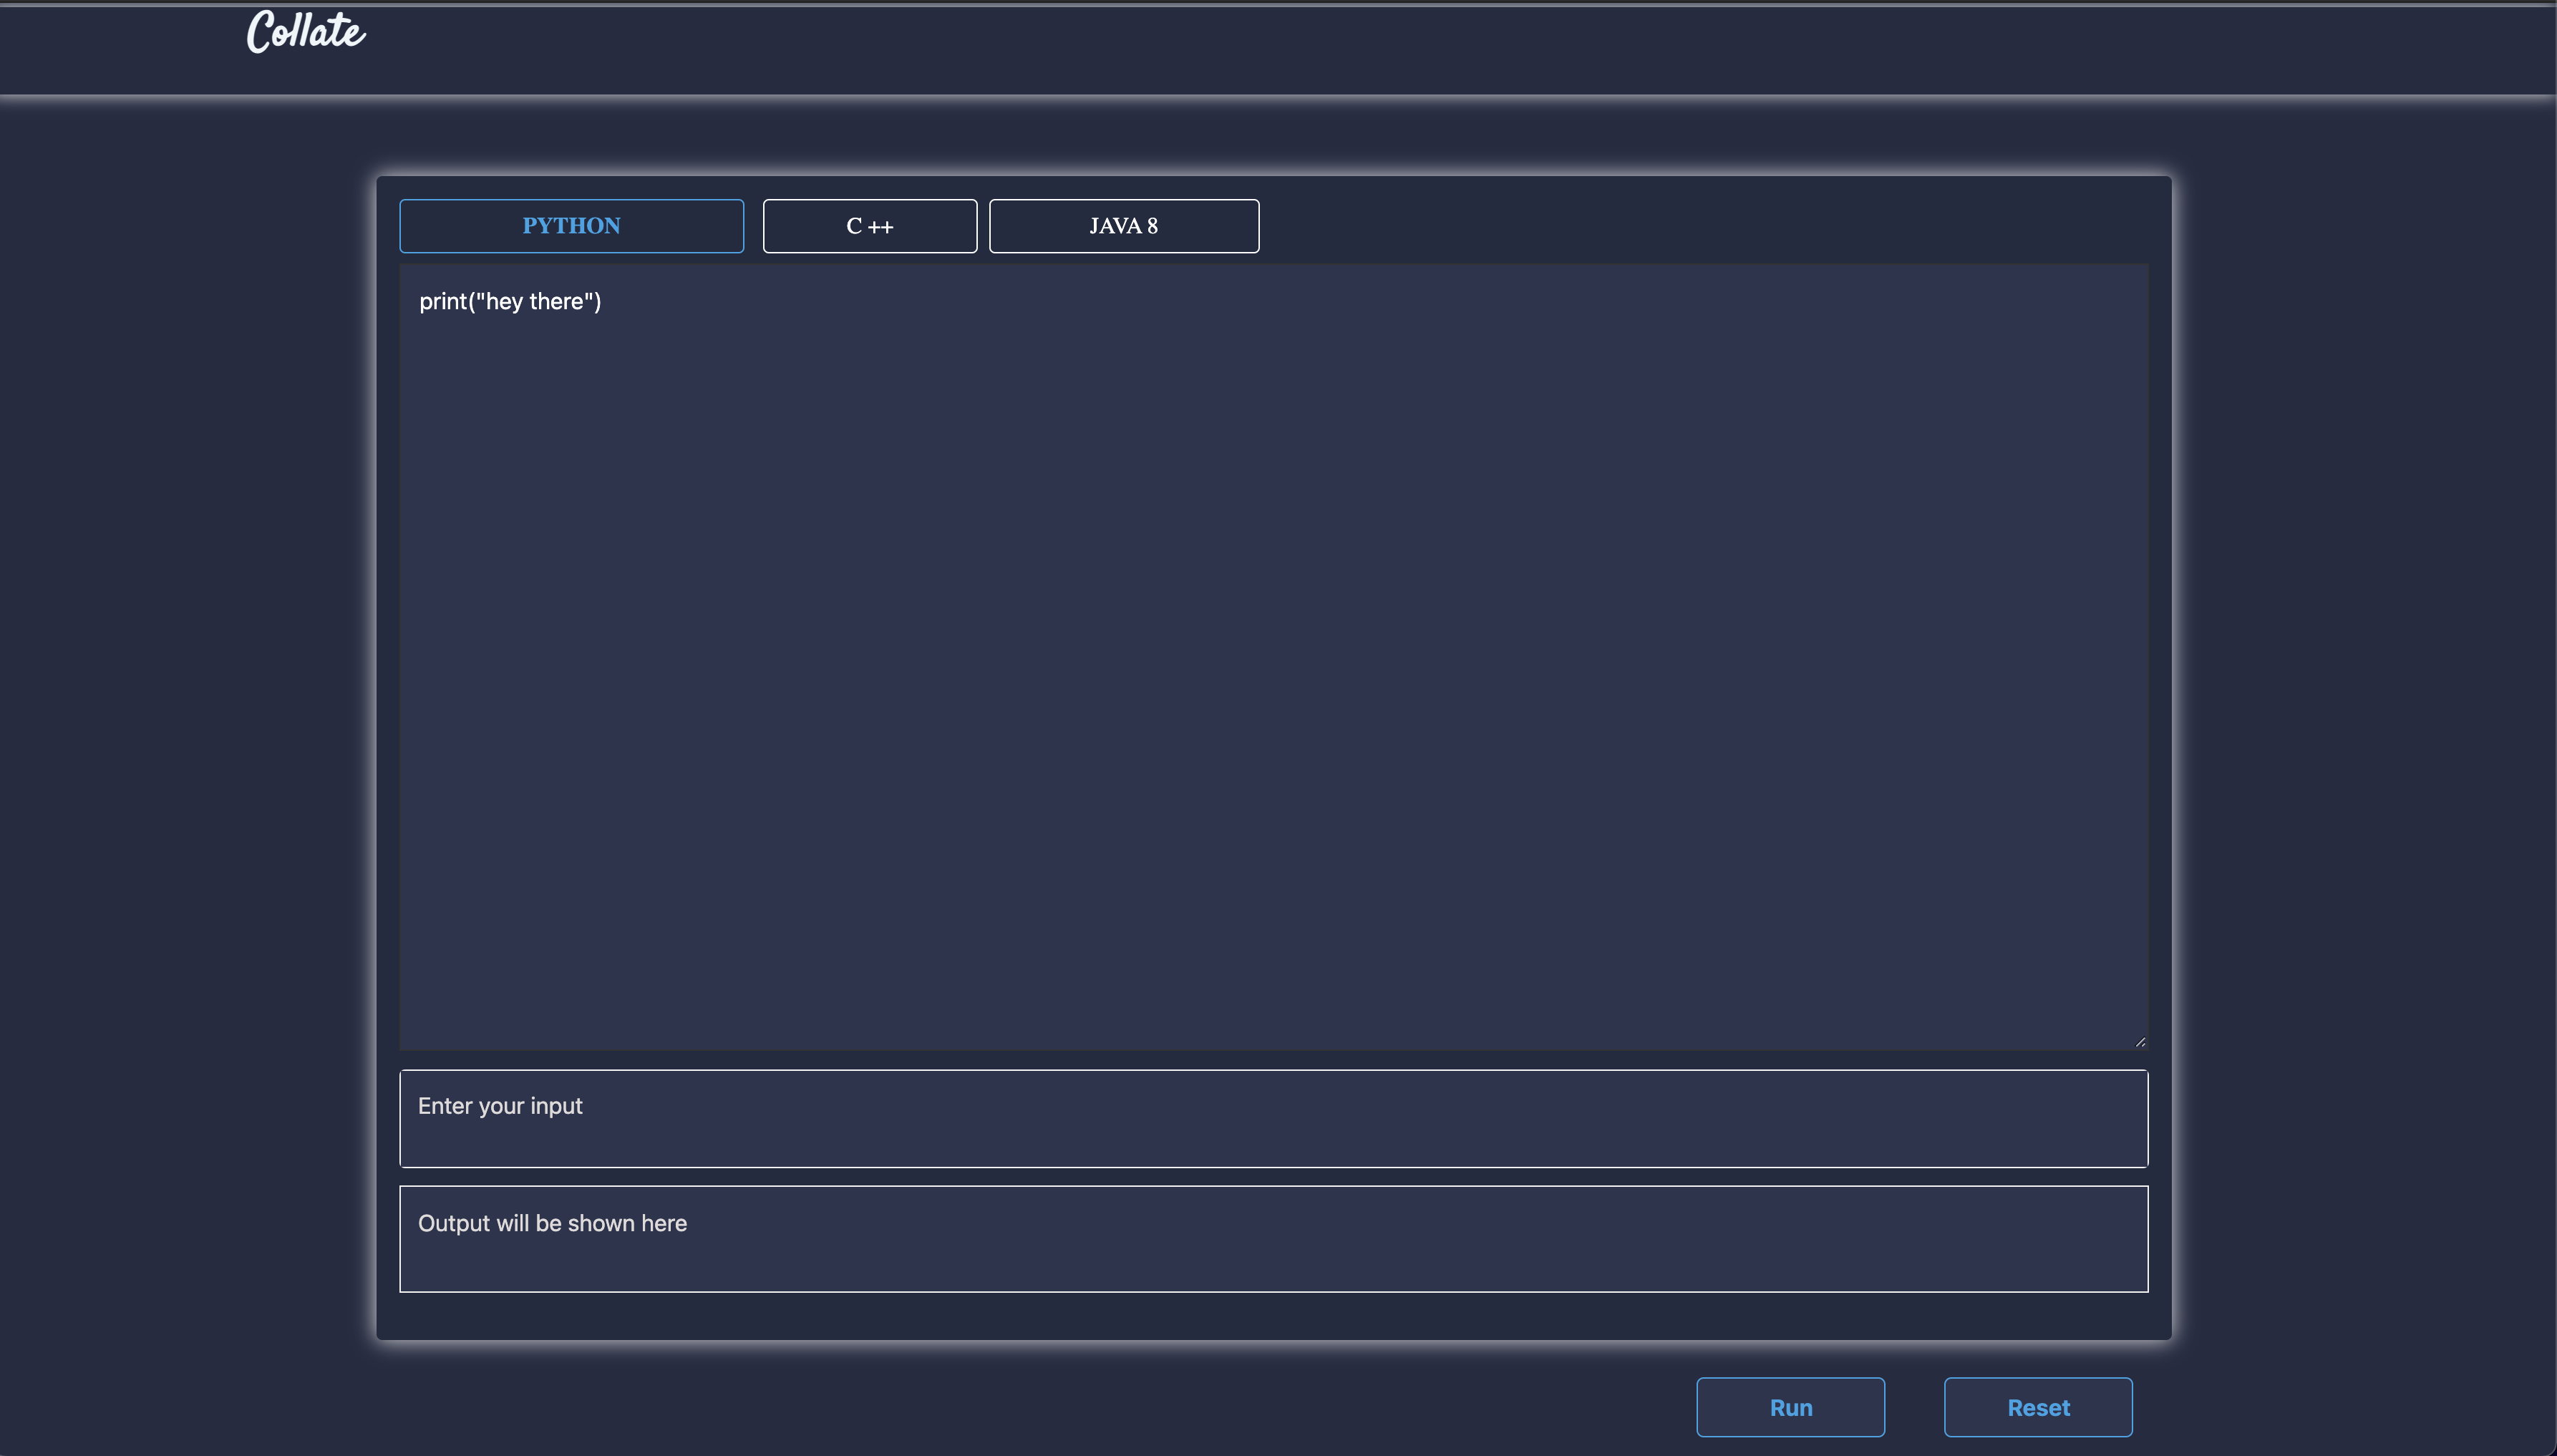 Collate
PYTHON
C ++
JAVA 8
print("hey there")
Enter your input
Output will be shown here
Run
Reset